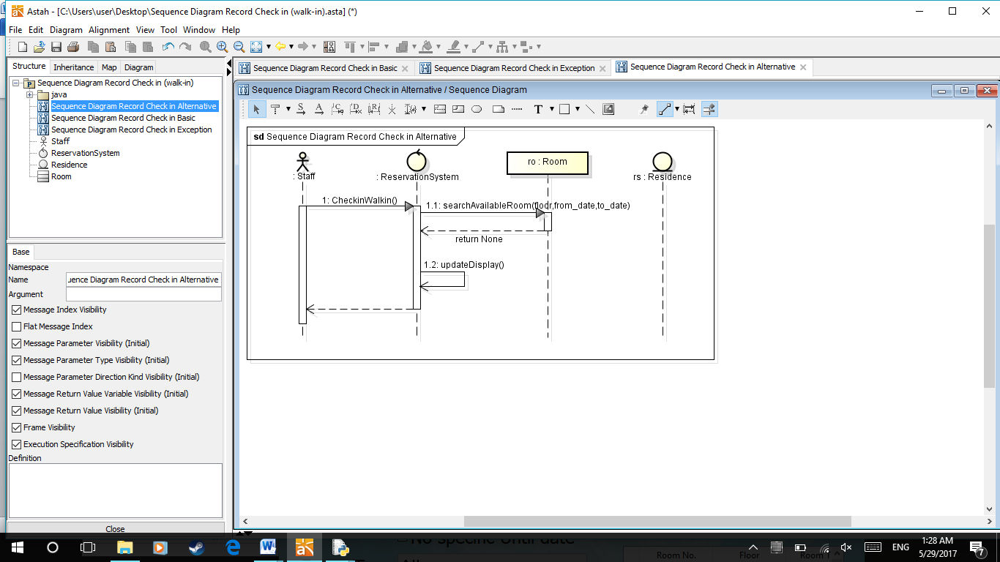 Astah - [C:\Users\user\Desktop\Sequence Diagram Record Check in (walk-in).asta] (*)
File Edit Diagram Alignment View Tool Window Help
Structure Inheritance Map Diagram
Sequence Diagram Record Check in (walk-in)
java
Sequence Diagram Record Check in Alternative
Sequence Diagram Record Check in Basic
Sequence Diagram Record Check in Exception
Staff
ReservationSystem
Residence
Room
Base
Namespace
Name uence Diagram Record Check in Alternative
Argument
Message Index Visibility
Flat Message Index
Message Parameter Visibility (Initial)
Message Parameter Type Visibility (Initial)
Message Parameter Direction Kind Visibility (Initial)
Message Return Value Variable Visibility (Initial)
Message Return Value Visibility (Initial)
Frame Visibility
Execution Specification Visibility
Definition
Close
Sequence Diagram Record Check in Basic Sequence Diagram Record Check in Exception Sequence Diagram Record Check in Alternative
Sequence Diagram Record Check in Alternative / Sequence Diagram
sd Sequence Diagram Record Check in Alternative
: Staff : ReservationSystem ro : Room rs : Residence
1: CheckinWalkin()
1.1: searchAvailableRoom(floor,from_date,to_date)
return None
1.2: updateDisplay()
No specific until date
Room No. Floor Room T
ENG 1:28 AM
5/29/2017 7